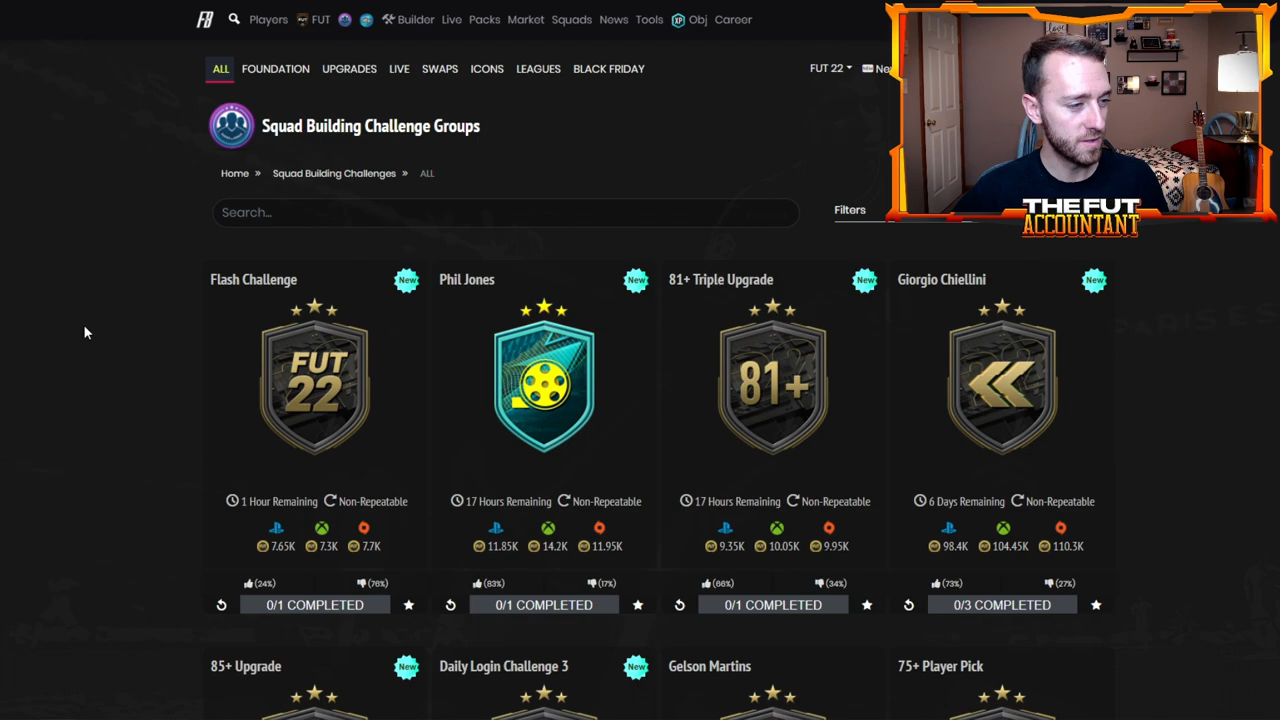 FB Players FUT Builder Live Packs Market Squads News Tools XP Obj Career
ALL FOUNDATION UPGRADES LIVE SWAPS ICONS LEAGUES BLACK FRIDAY FUT 22
Squad Building Challenge Groups
Home » Squad Building Challenges » ALL
Search...
Filters
THE FUT
ACCOUNTANT
Flash Challenge New Phil Jones New 81+ Triple Upgrade New Giorgio Chiellini New
FUT
22
81+
1 Hour Remaining Non-Repeatable 17 Hours Remaining Non-Repeatable 17 Hours Remaining Non-Repeatable 6 Days Remaining Non-Repeatable
7.65K 7.3K 7.7K 11.85K 14.2K 11.95K 9.35K 10.05K 9.95K 98.4K 104.45K 110.3K
(24%) (76%) (83%) (17%) (66%) (34%) (73%) (27%)
0/1 COMPLETED 0/1 COMPLETED 0/1 COMPLETED 0/3 COMPLETED
85+ Upgrade New Daily Login Challenge 3 New Gelson Martins 75+ Player Pick